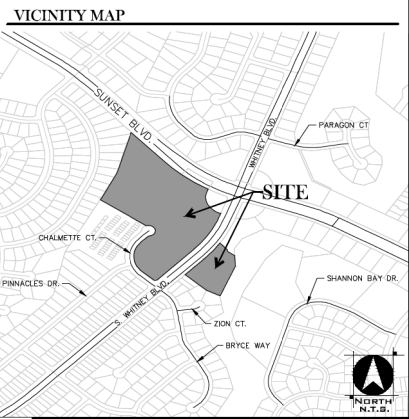 VICINITY MAP
SUNSET BLVD.
WHITNEY BLVD.
PARAGON CT
SITE
CHALMETTE CT.
PINNACLES DR.
SHANNON BAY DR.
S. WHITNEY BLVD.
ZION CT.
BRYCE WAY
NORTH
N.T.S.